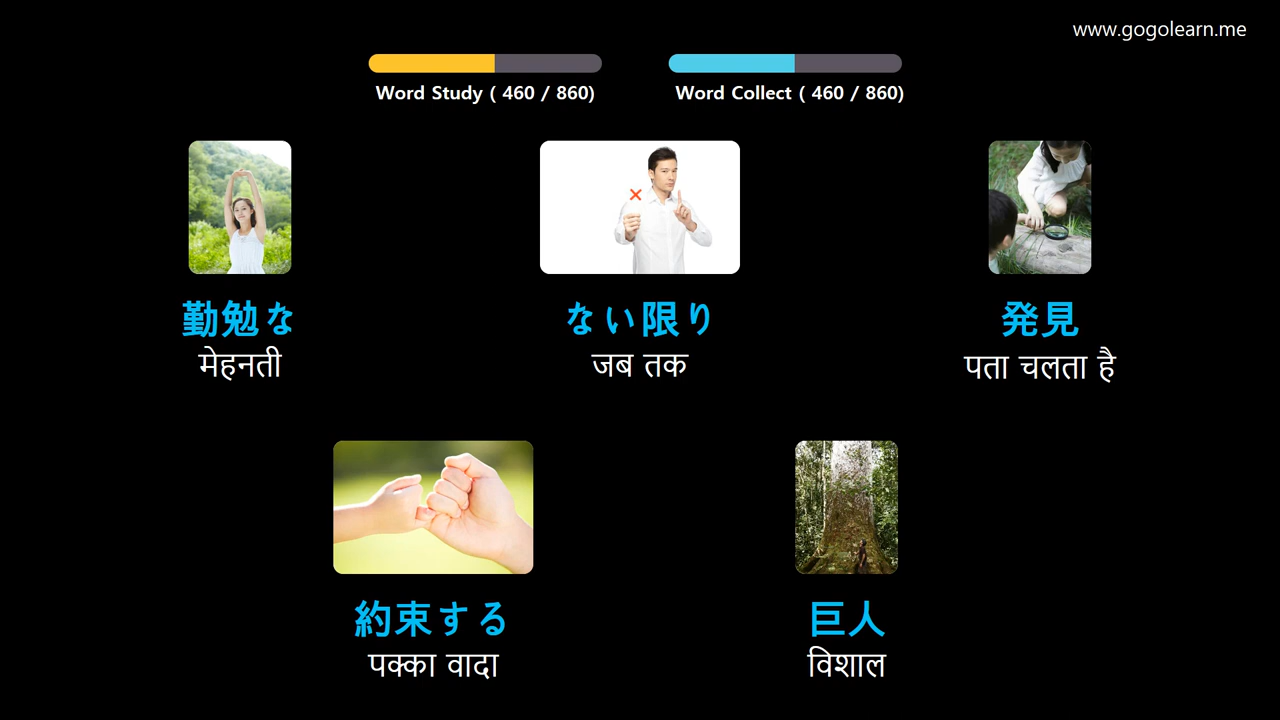 www.gogolearn.me
Word Study ( 460 / 860)
Word Collect ( 460 / 860)
勤勉な
मेहनती
ない限り
जब तक
発見
पता चलता है
約束する
पक्का वादा
巨人
विशाल